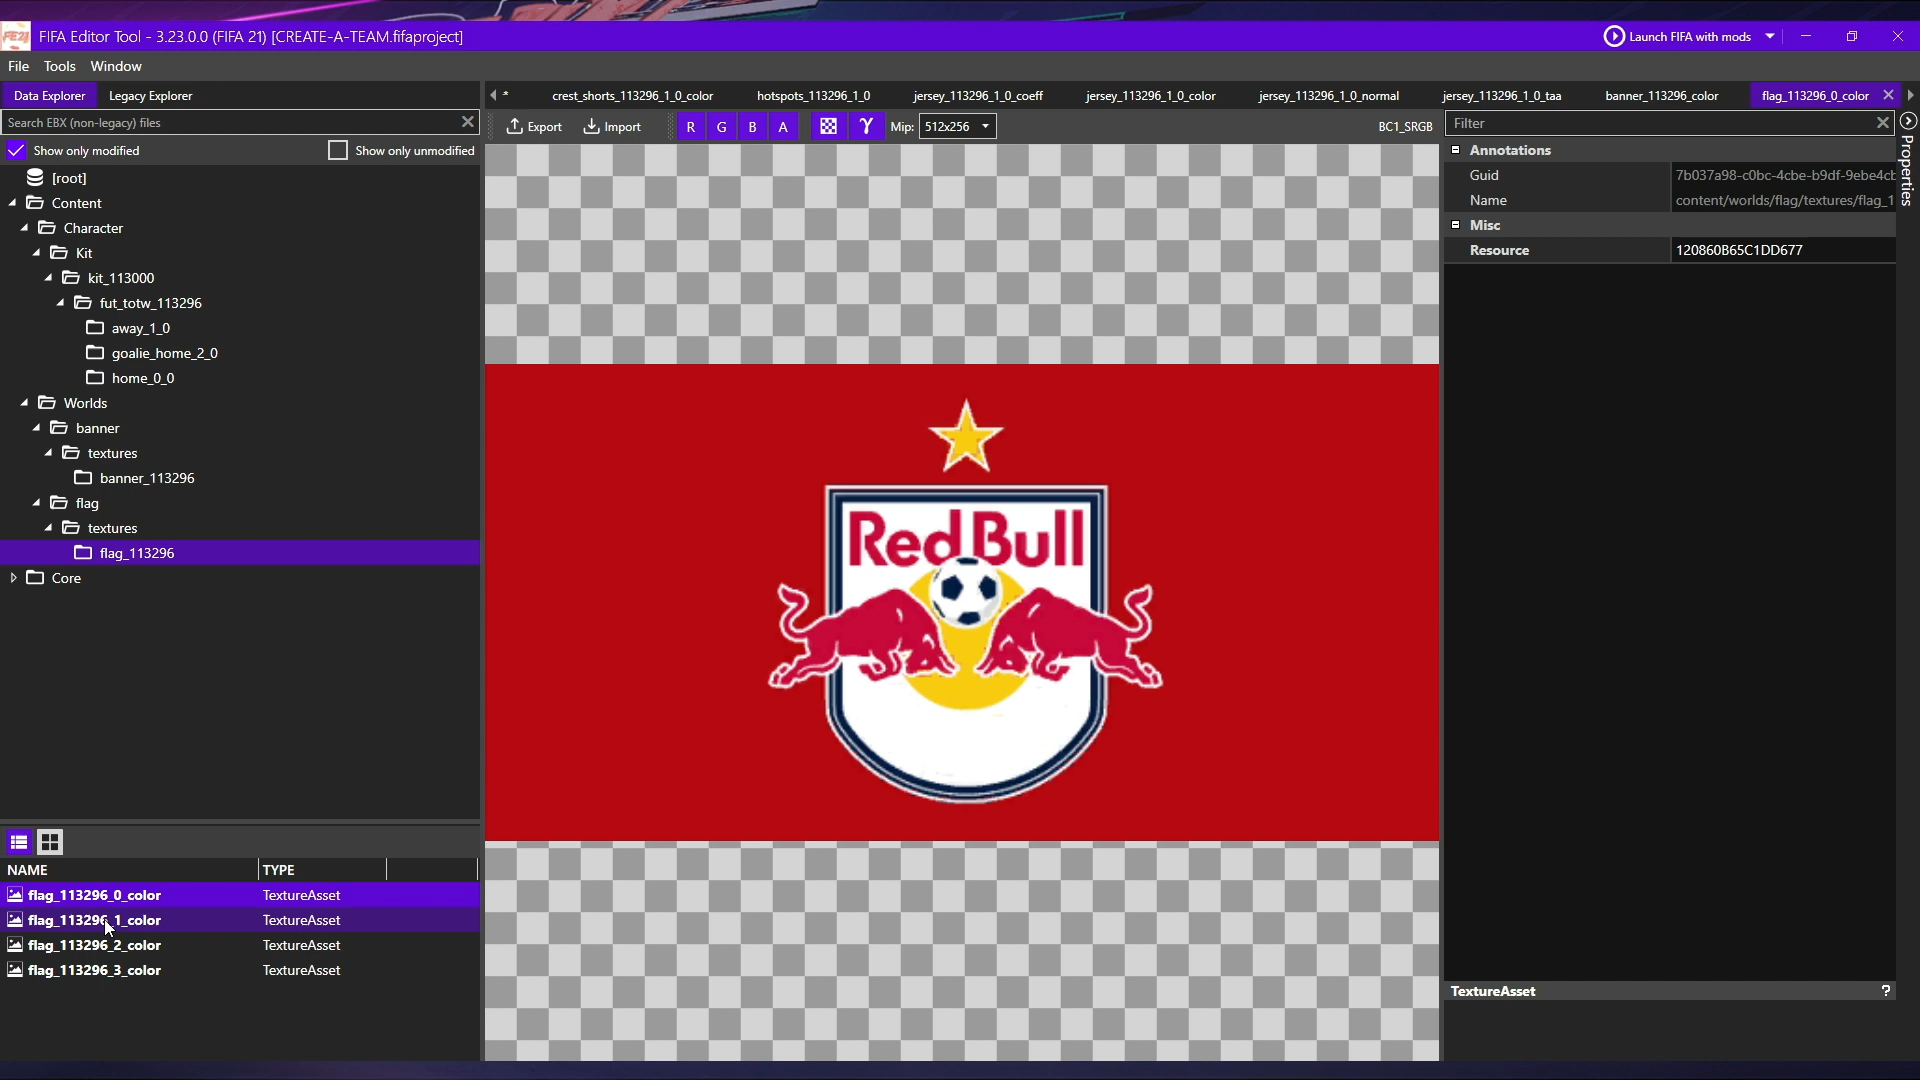 FIFA Editor Tool - 3.23.0.0 (FIFA 21) [CREATE-A-TEAM.fifaproject]
Launch FIFA with mods
File Tools Window
Data Explorer Legacy Explorer
* crest_shorts_113296_1_0_color hotspots_113296_1_0 jersey_113296_1_0_coeff jersey_113296_1_0_color jersey_113296_1_0_normal jersey_113296_1_0_taa banner_113296_color flag_113296_0_color
Search EBX (non-legacy) files
Export Import R G B A γ Mip: 512x256 BC1_SRGB
Filter
Properties
Show only modified Show only unmodified
[root]
Content
Character
Kit
kit_113000
fut_totw_113296
away_1_0
goalie_home_2_0
home_0_0
Worlds
banner
textures
banner_113296
flag
textures
flag_113296
Core
Red Bull
Annotations
Guid 7b037a98-c0bc-4cbe-b9df-9ebe4cb
Name content/worlds/flag/textures/flag_1
Misc
Resource 120860B65C1DD677
NAME TYPE
flag_113296_0_color TextureAsset
flag_113296_1_color TextureAsset
flag_113296_2_color TextureAsset
flag_113296_3_color TextureAsset
TextureAsset ?